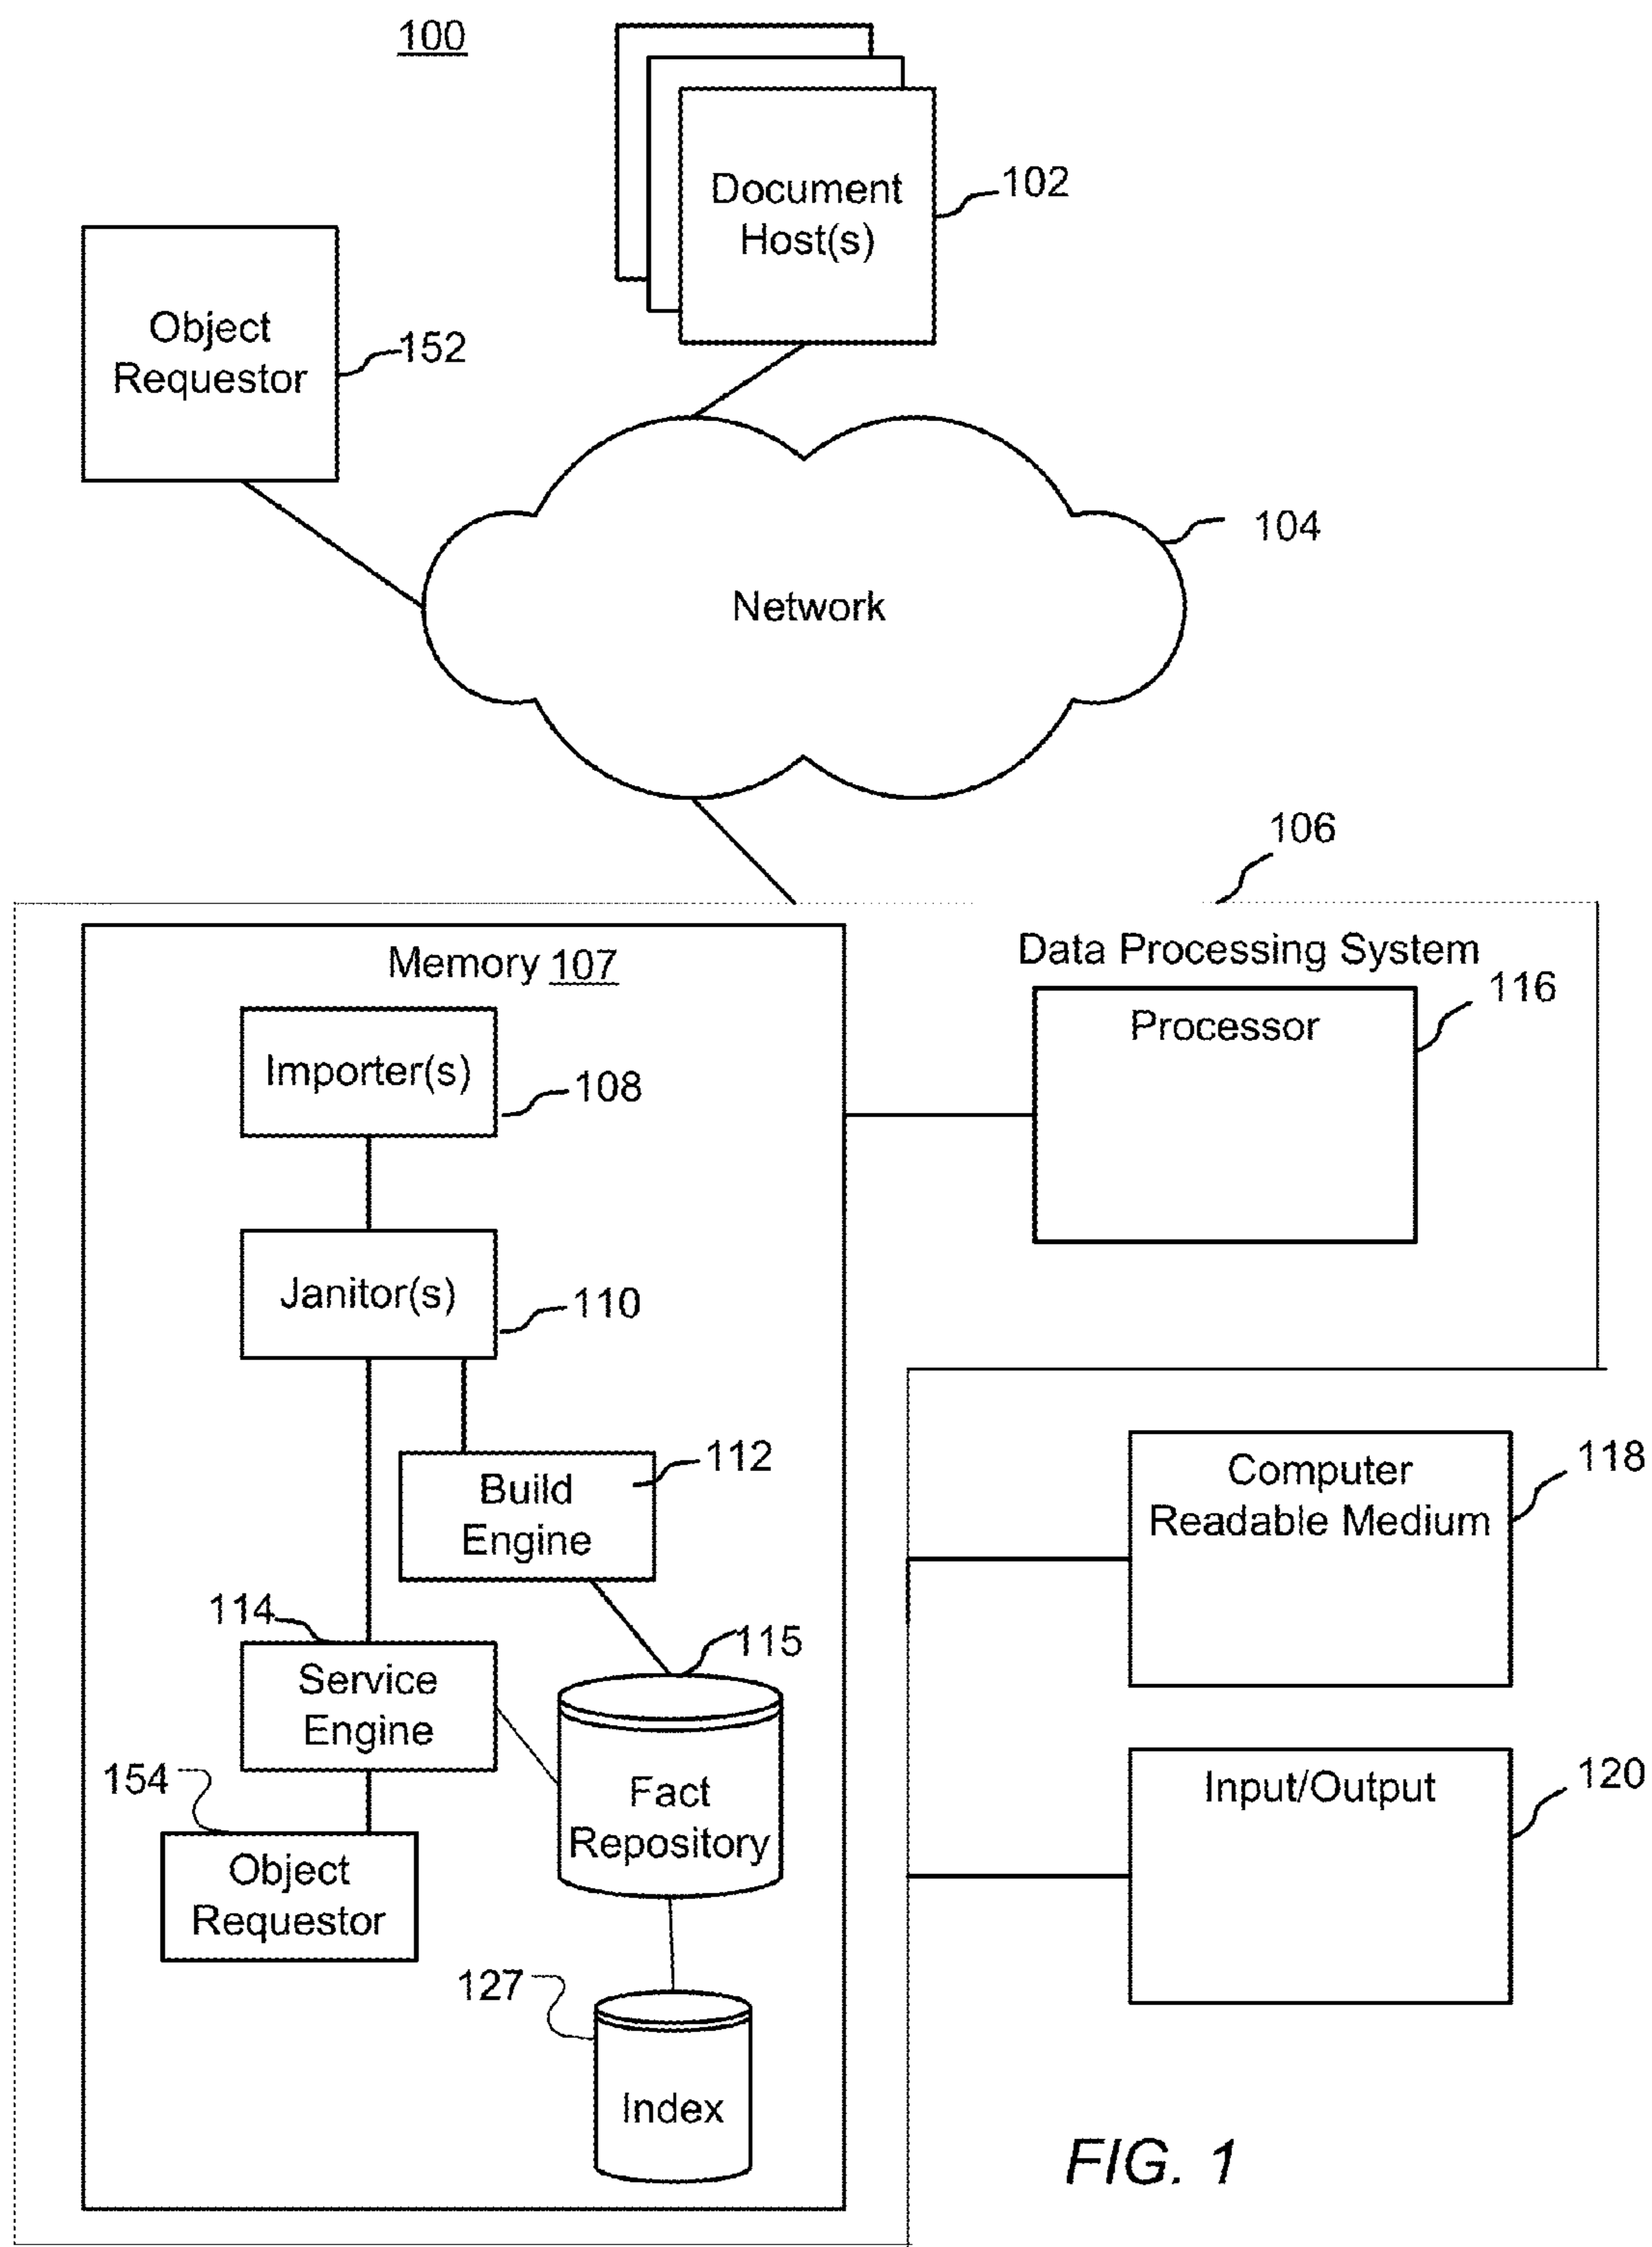 100
Document
Host(s)
102
Object
Requestor
152
104
Network
106
Data Processing System
Memory 107
116
Processor
Importer(s)
108
Janitor(s)
110
112
Build
Engine
Computer
Readable Medium
118
114
Service
Engine
115
154
Fact
Repository
Input/Output
120
Object
Requestor
127
Index
FIG. 1